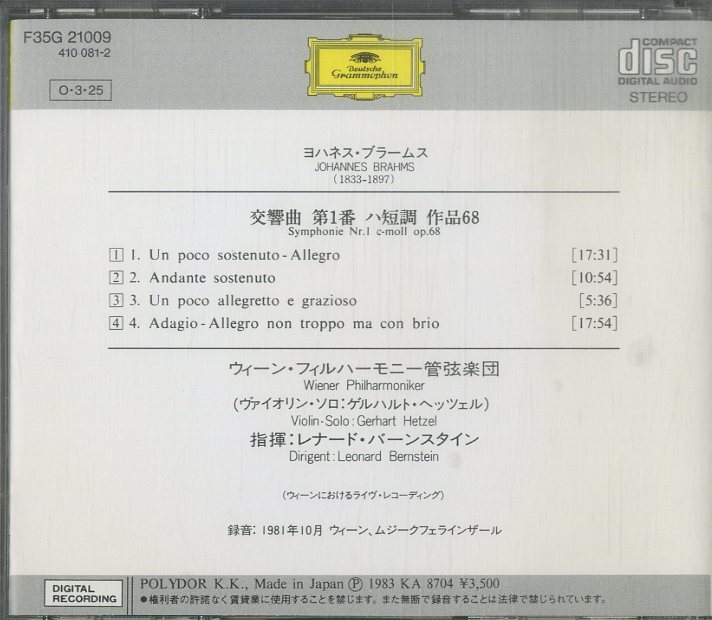 F35G 21009
410 081-2
O・3・25
Deutsche
Grammophon
COMPACT
disc
DIGITAL AUDIO
STEREO
ヨハネス・ブラームス
JOHANNES BRAHMS
(1833-1897)
交響曲 第1番 ハ短調 作品68
Symphonie Nr.1 c-moll op.68
1 1. Un poco sostenuto - Allegro [17:31]
2 2. Andante sostenuto [10:54]
3 3. Un poco allegretto e grazioso [5:36]
4 4. Adagio - Allegro non troppo ma con brio [17:54]
ウィーン・フィルハーモニー管弦楽団
Wiener Philharmoniker
(ヴァイオリン・ソロ:ゲルハルト・ヘッツェル)
Violin-Solo: Gerhart Hetzel
指揮:レナード・バーンスタイン
Dirigent: Leonard Bernstein
(ウィーンにおけるライヴ・レコーディング)
録音: 1981年10月 ウィーン、ムジークフェラインザール
DIGITAL
RECORDING
POLYDOR K.K., Made in Japan Ⓟ 1983 KA 8704 ¥3,500
●権利者の許諾なく賃貸業に使用することを禁じます。また無断で録音することは法律で禁じられています。